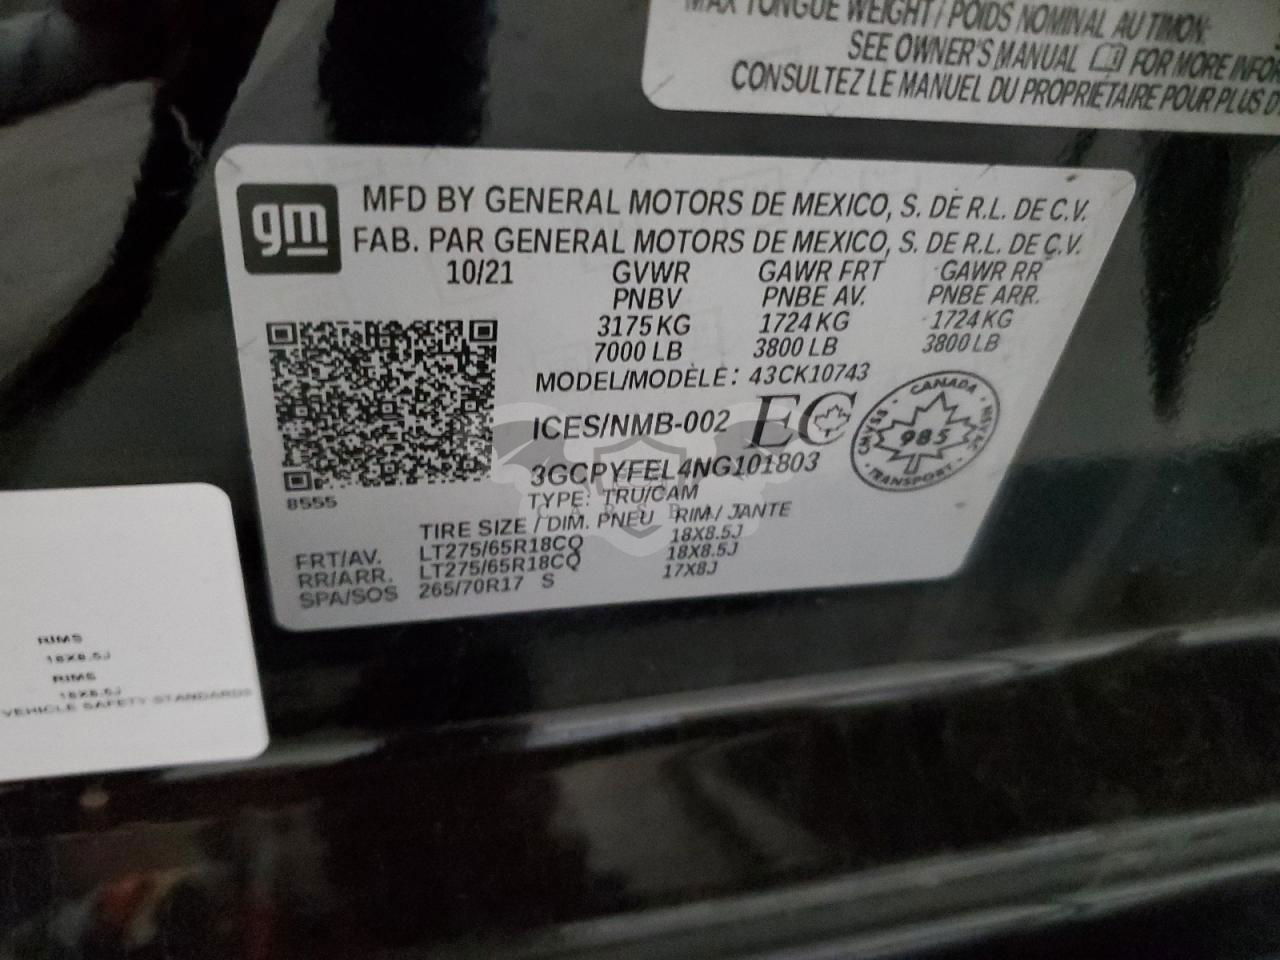 MAX TONGUE WEIGHT / POIDS NOMINAL AU TIMON:
SEE OWNER'S MANUAL FOR MORE INFOR
CONSULTEZ LE MANUEL DU PROPRIÉTAIRE POUR PLUS D'
gm
MFD BY GENERAL MOTORS DE MEXICO, S. DE R.L. DE C.V.
FAB. PAR GENERAL MOTORS DE MEXICO, S. DE R.L. DE C.V.
10/21 GVWR GAWR FRT GAWR RR
PNBV PNBE AV. PNBE ARR.
3175 KG 1724 KG 1724 KG
7000 LB 3800 LB 3800 LB
MODEL/MODÈLE: 43CK10743
ICES/NMB-002 EC
CANADA
CMVSS 985 NSVAC
TRANSPORT
3GCPYFEL4NG101803
8555
TYPE: TRU/CAM
TIRE SIZE / DIM. PNEU RIM / JANTE
FRT/AV. LT275/65R18CQ 18X8.5J
RR/ARR. LT275/65R18CQ 18X8.5J
SPA/SOS 265/70R17 S 17X8J
RIMS
18X8.5J
RIMS
18X8.5J
VEHICLE SAFETY STANDARDS